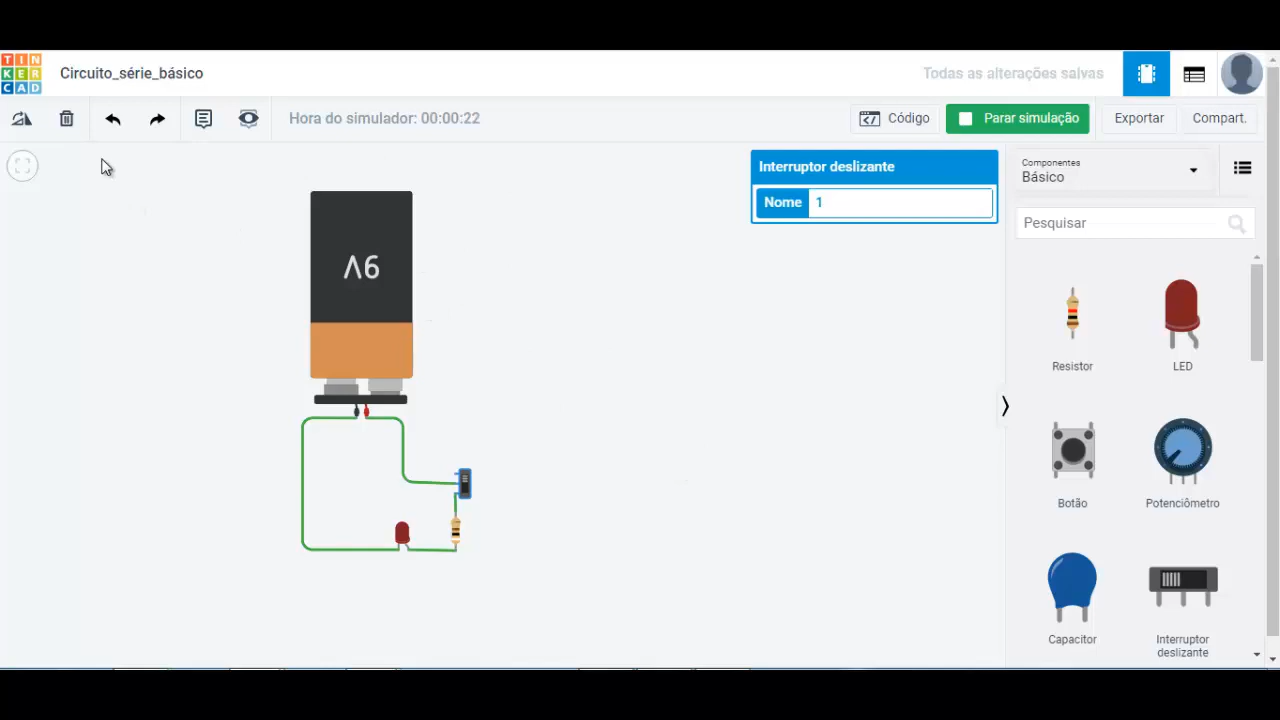 TIN
KER
CAD
Circuito_série_básico
Todas as alterações salvas
Hora do simulador: 00:00:22
Código
Parar simulação
Exportar
Compart.
Interruptor deslizante
Nome 1
Componentes
Básico
Pesquisar
9V
Resistor
LED
Botão
Potenciômetro
Capacitor
Interruptor
deslizante